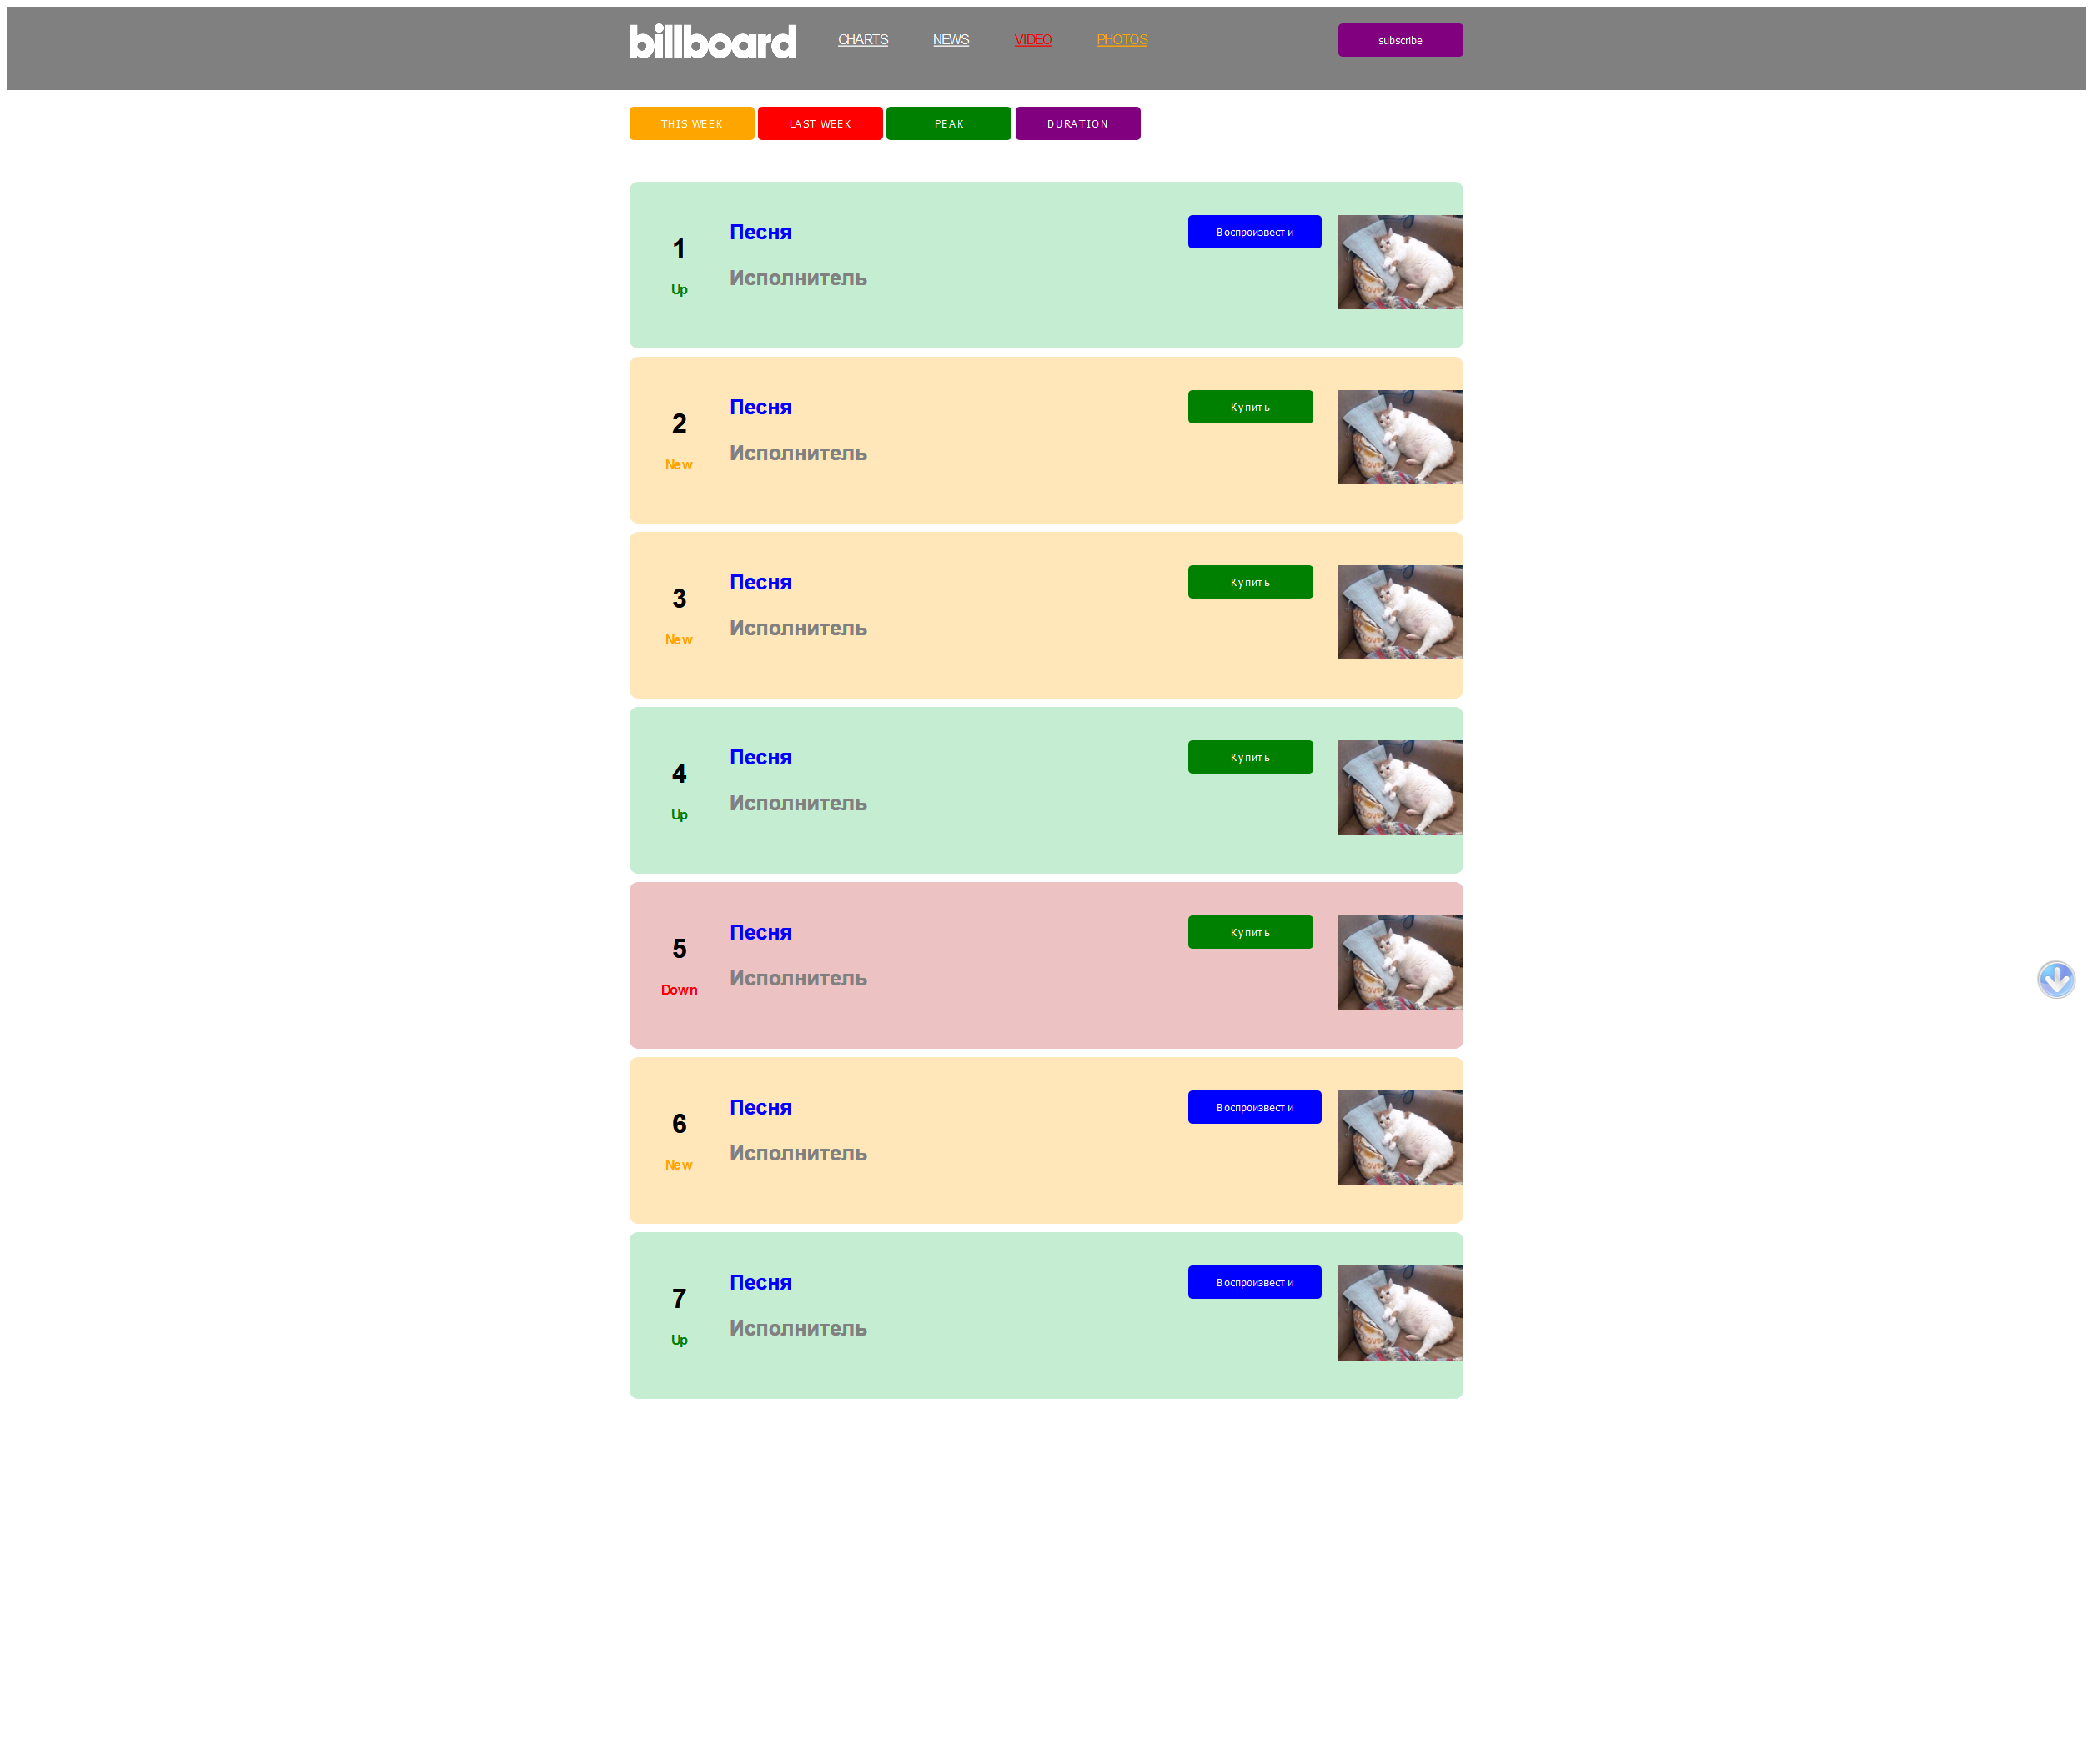 billboard CHARTS NEWS VIDEO PHOTOS subscribe
THIS WEEK LAST WEEK PEAK DURATION
Песня Воспроизвести
1
Исполнитель
Up
Песня Купить
2
Исполнитель
New
Песня Купить
3
Исполнитель
New
Песня Купить
4
Исполнитель
Up
Песня Купить
5
Исполнитель
Down
Песня Воспроизвести
6
Исполнитель
New
Песня Воспроизвести
7
Исполнитель
Up